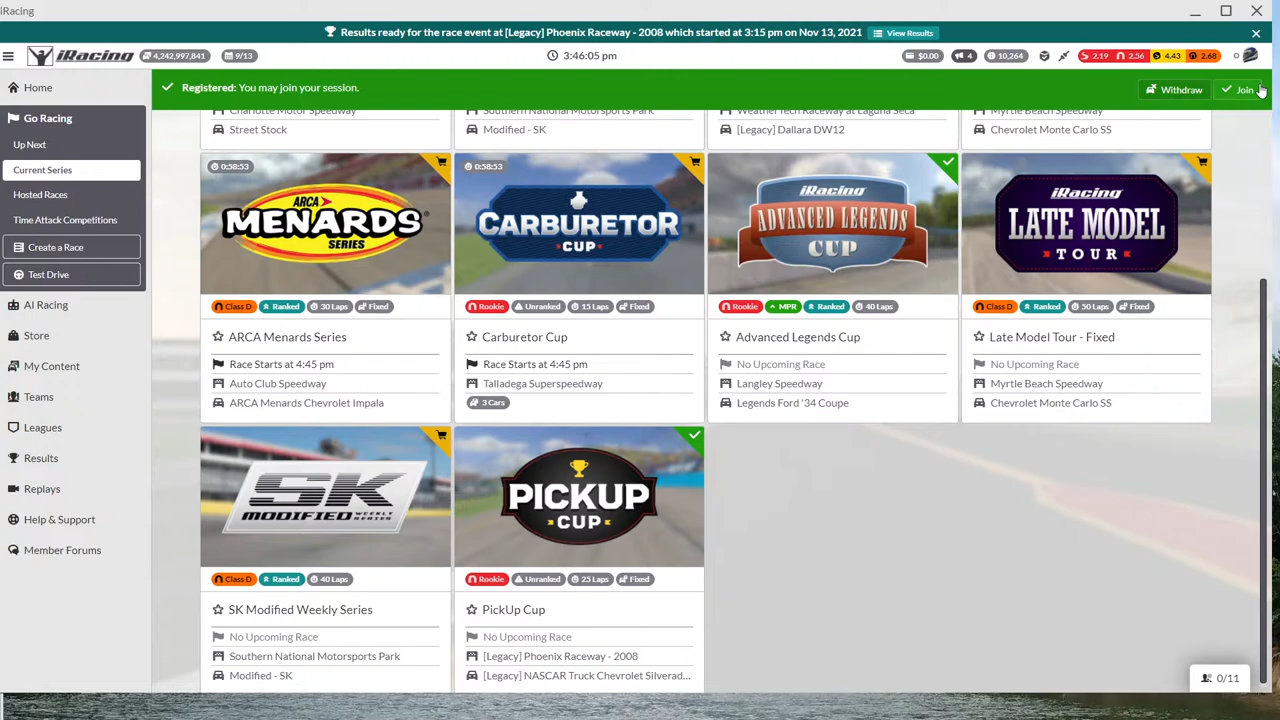 iRacing
Results ready for the race event at [Legacy] Phoenix Raceway - 2008 which started at 3:15 pm on Nov 13, 2021 View Results
iRacing 4,242,997,841 9/13 3:46:05 pm $0.00 4 10,264 2.19 2.56 4.43 2.68
Home
Go Racing
Up Next
Current Series
Hosted Races
Time Attack Competitions
Create a Race
Test Drive
AI Racing
Store
My Content
Teams
Leagues
Results
Replays
Help & Support
Member Forums
Registered: You may join your session. Withdraw Join
Charlotte Motor Speedway
Street Stock
Southern National Motorsports Park
Modified - SK
WeatherTech Raceway at Laguna Seca
[Legacy] Dallara DW12
Myrtle Beach Speedway
Chevrolet Monte Carlo SS
0:58:53
ARCA
MENARDS
SERIES
Class D Ranked 30 Laps Fixed
ARCA Menards Series
Race Starts at 4:45 pm
Auto Club Speedway
ARCA Menards Chevrolet Impala
0:58:53
CARBURETOR
CUP
Rookie Unranked 15 Laps Fixed
Carburetor Cup
Race Starts at 4:45 pm
Talladega Superspeedway
3 Cars
iRacing
ADVANCED LEGENDS
CUP
Rookie MPR Ranked 40 Laps
Advanced Legends Cup
No Upcoming Race
Langley Speedway
Legends Ford '34 Coupe
iRacing
LATE MODEL
TOUR
Class D Ranked 50 Laps Fixed
Late Model Tour - Fixed
No Upcoming Race
Myrtle Beach Speedway
Chevrolet Monte Carlo SS
SK
MODIFIED WEEKLY SERIES
Class D Ranked 40 Laps
SK Modified Weekly Series
No Upcoming Race
Southern National Motorsports Park
Modified - SK
PICKUP
CUP
Rookie Unranked 25 Laps Fixed
PickUp Cup
No Upcoming Race
[Legacy] Phoenix Raceway - 2008
[Legacy] NASCAR Truck Chevrolet Silverad...
0/11